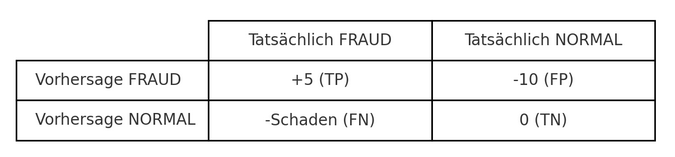 Tatsächlich FRAUD Tatsächlich NORMAL
Vorhersage FRAUD +5 (TP) -10 (FP)
Vorhersage NORMAL -Schaden (FN) 0 (TN)